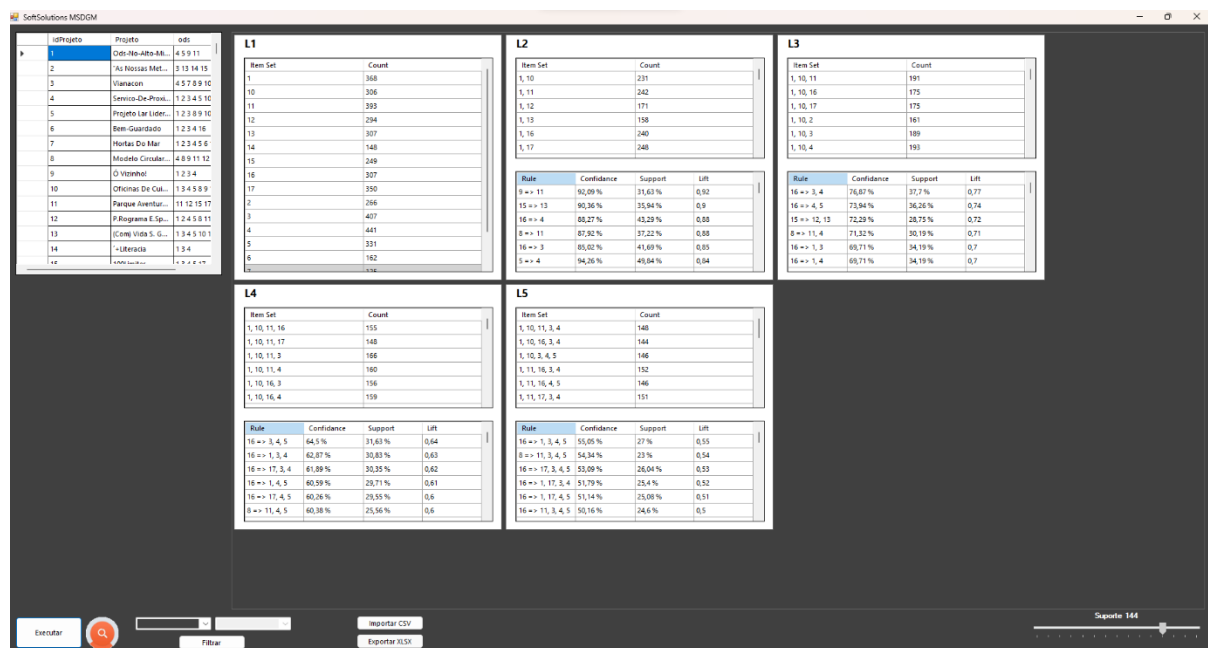 SoftSolutions MSDGM
idProjeto Projeto ods
1 Ods-No-Alto-Mi... 4 5 9 11
2 "As Nossas Met... 3 13 14 15
3 Vianacon 4 5 7 8 9 10
4 Servico-De-Proxi... 1 2 3 4 5 10
5 Projeto Lar Lider... 1 2 3 8 9 10
6 Bem-Guardado 1 2 3 4 16
7 Hortas Do Mar 1 2 3 4 5 6
8 Modelo Circular... 4 8 9 11 12
9 Ó Vizinho! 1 2 3 4
10 Oficinas De Cui... 1 3 4 5 8 9
11 Parque Aventur... 11 12 15 17
12 P.Rograma E.Sp... 1 2 4 5 8 11
13 (Com) Vida S. G... 1 3 4 5 10 1
14 ´+Literacia 1 3 4
L1
Item Set Count
1 368
10 306
11 393
12 294
13 307
14 148
15 249
16 307
17 350
2 266
3 407
4 441
5 331
6 162
7 175
L2
Item Set Count
1, 10 231
1, 11 242
1, 12 171
1, 13 158
1, 16 240
1, 17 248
Rule Confidance Support Lift
9 => 11 92,09 % 31,63 % 0,92
15 => 13 90,36 % 35,94 % 0,9
16 => 4 88,27 % 43,29 % 0,88
8 => 11 87,92 % 37,22 % 0,88
16 => 3 85,02 % 41,69 % 0,85
5 => 4 94,26 % 49,84 % 0,84
L3
Item Set Count
1, 10, 11 191
1, 10, 16 175
1, 10, 17 175
1, 10, 2 161
1, 10, 3 189
1, 10, 4 193
Rule Confidance Support Lift
16 => 3, 4 76,87 % 37,7 % 0,77
16 => 4, 5 73,94 % 36,26 % 0,74
15 => 12, 13 72,29 % 28,75 % 0,72
8 => 11, 4 71,32 % 30,19 % 0,71
16 => 1, 3 69,71 % 34,19 % 0,7
16 => 1, 4 69,71 % 34,19 % 0,7
L4
Item Set Count
1, 10, 11, 16 155
1, 10, 11, 17 148
1, 10, 11, 3 166
1, 10, 11, 4 160
1, 10, 16, 3 156
1, 10, 16, 4 159
Rule Confidance Support Lift
16 => 3, 4, 5 64,5 % 31,63 % 0,64
16 => 1, 3, 4 62,87 % 30,83 % 0,63
16 => 17, 3, 4 61,89 % 30,35 % 0,62
16 => 1, 4, 5 60,59 % 29,71 % 0,61
16 => 17, 4, 5 60,26 % 29,55 % 0,6
8 => 11, 4, 5 60,38 % 25,56 % 0,6
L5
Item Set Count
1, 10, 11, 3, 4 148
1, 10, 16, 3, 4 144
1, 10, 3, 4, 5 146
1, 11, 16, 3, 4 152
1, 11, 16, 4, 5 146
1, 11, 17, 3, 4 151
Rule Confidance Support Lift
16 => 1, 3, 4, 5 55,05 % 27 % 0,55
8 => 11, 3, 4, 5 54,34 % 23 % 0,54
16 => 17, 3, 4, 5 53,09 % 26,04 % 0,53
16 => 1, 17, 3, 4 51,79 % 25,4 % 0,52
16 => 1, 17, 4, 5 51,14 % 25,08 % 0,51
16 => 11, 3, 4, 5 50,16 % 24,6 % 0,5
Executar
Filtrar
Importar CSV
Exportar XLSX
Suporte 144